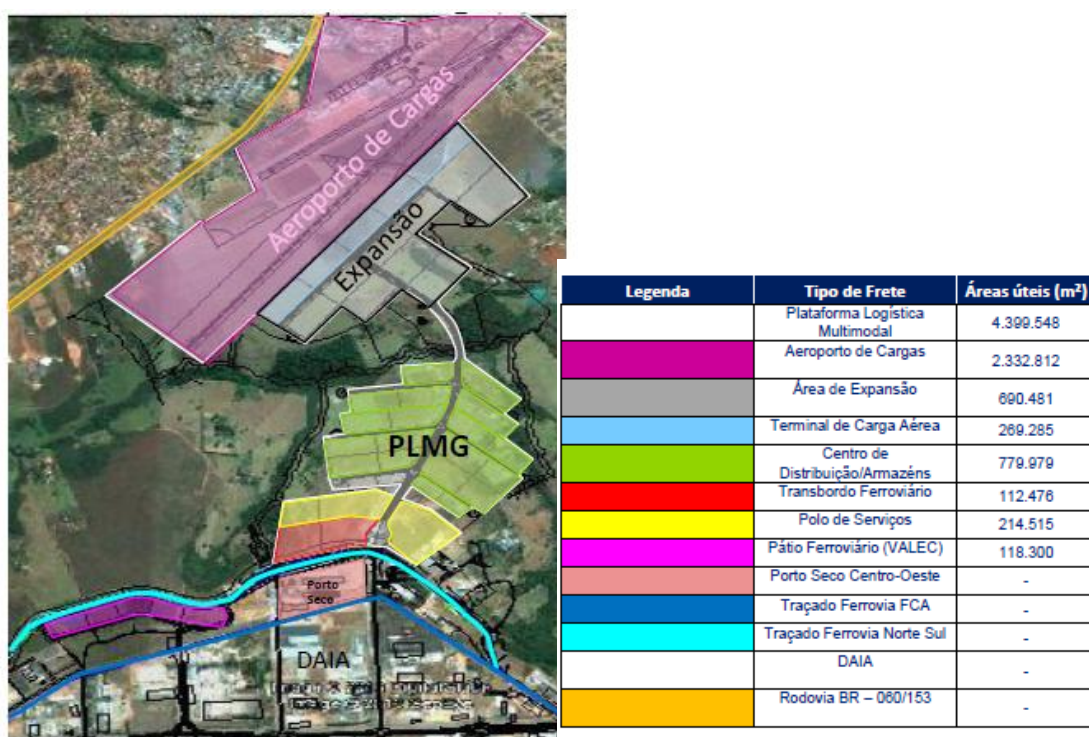 Aeroporto de Cargas
Expansão
PLMG
Porto
Seco
DAIA
Legenda
Tipo de Frete
Áreas úteis (m²)
Plataforma Logística
Multimodal
4.399.548
Aeroporto de Cargas
2.332.812
Área de Expansão
690.481
Terminal de Carga Aérea
269.285
Centro de
Distribuição/Armazéns
779.979
Transbordo Ferroviário
112.476
Polo de Serviços
214.515
Pátio Ferroviário (VALEC)
118.300
Porto Seco Centro-Oeste
-
Traçado Ferrovia FCA
-
Traçado Ferrovia Norte Sul
-
DAIA
-
Rodovia BR – 060/153
-